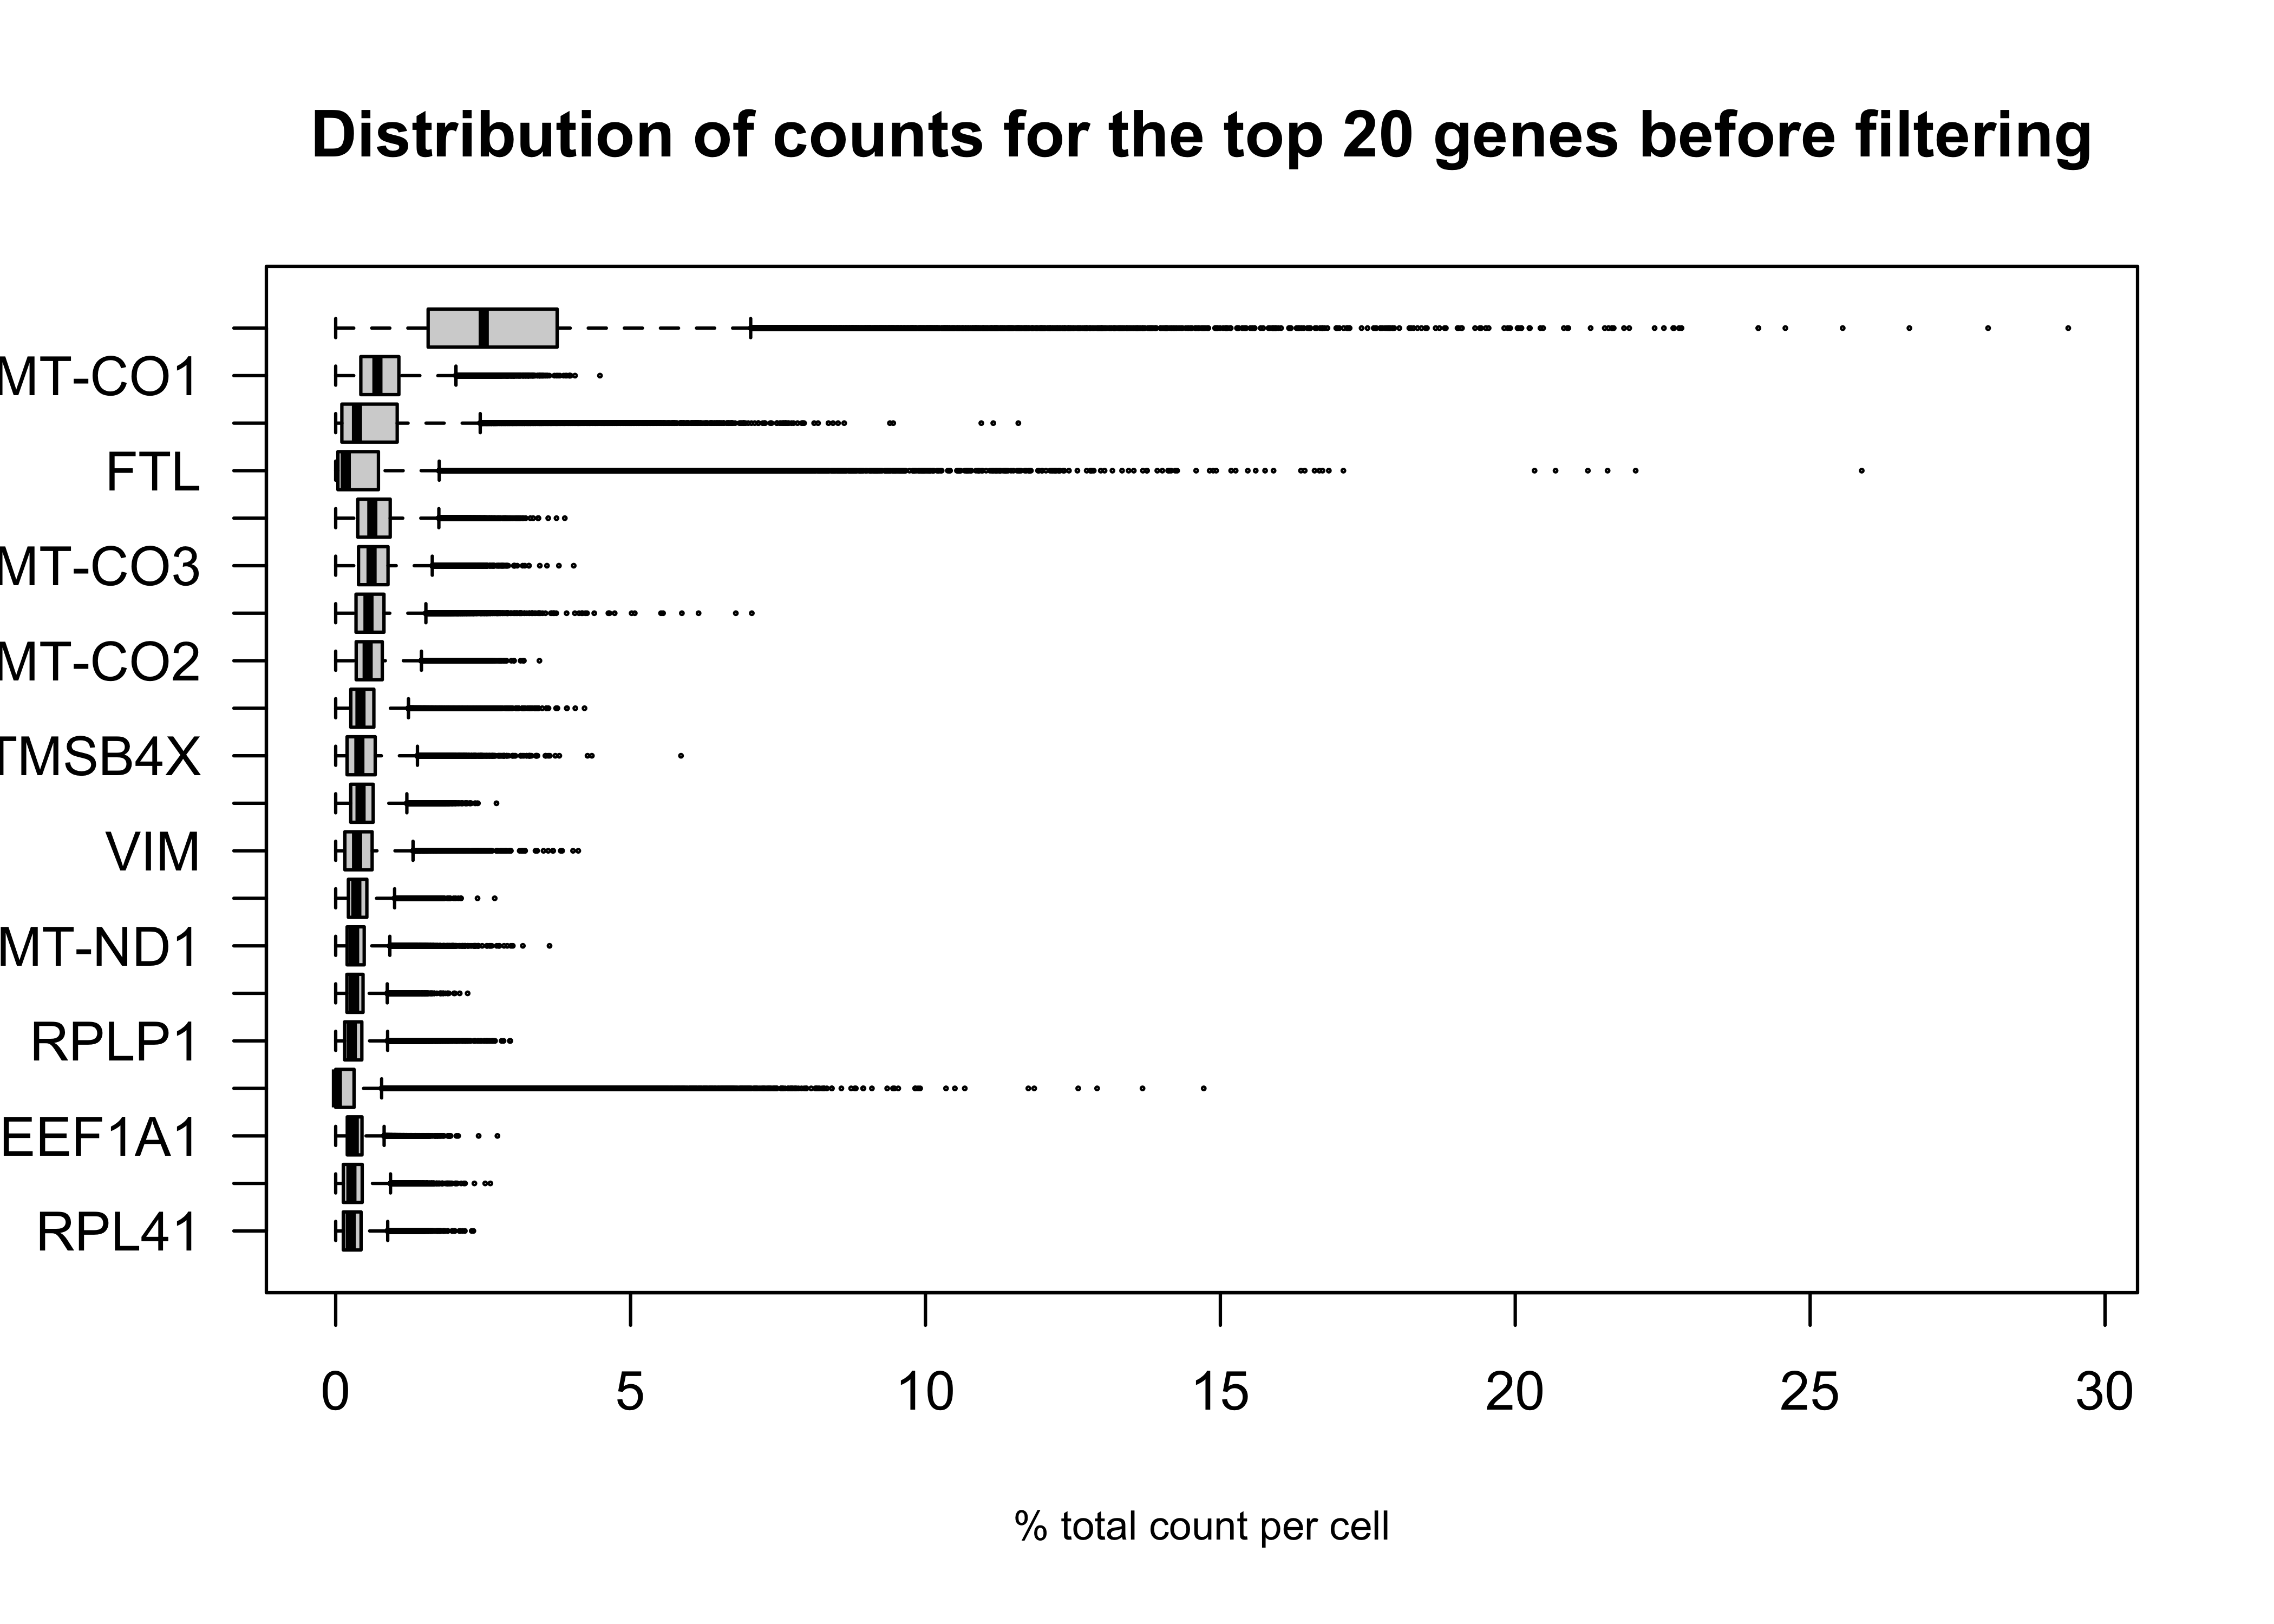 Distribution of counts for the top 20 genes before filtering
MT-CO1
FTL
MT-CO3
MT-CO2
TMSB4X
VIM
MT-ND1
RPLP1
EEF1A1
RPL41
0 5 10 15 20 25 30
% total count per cell